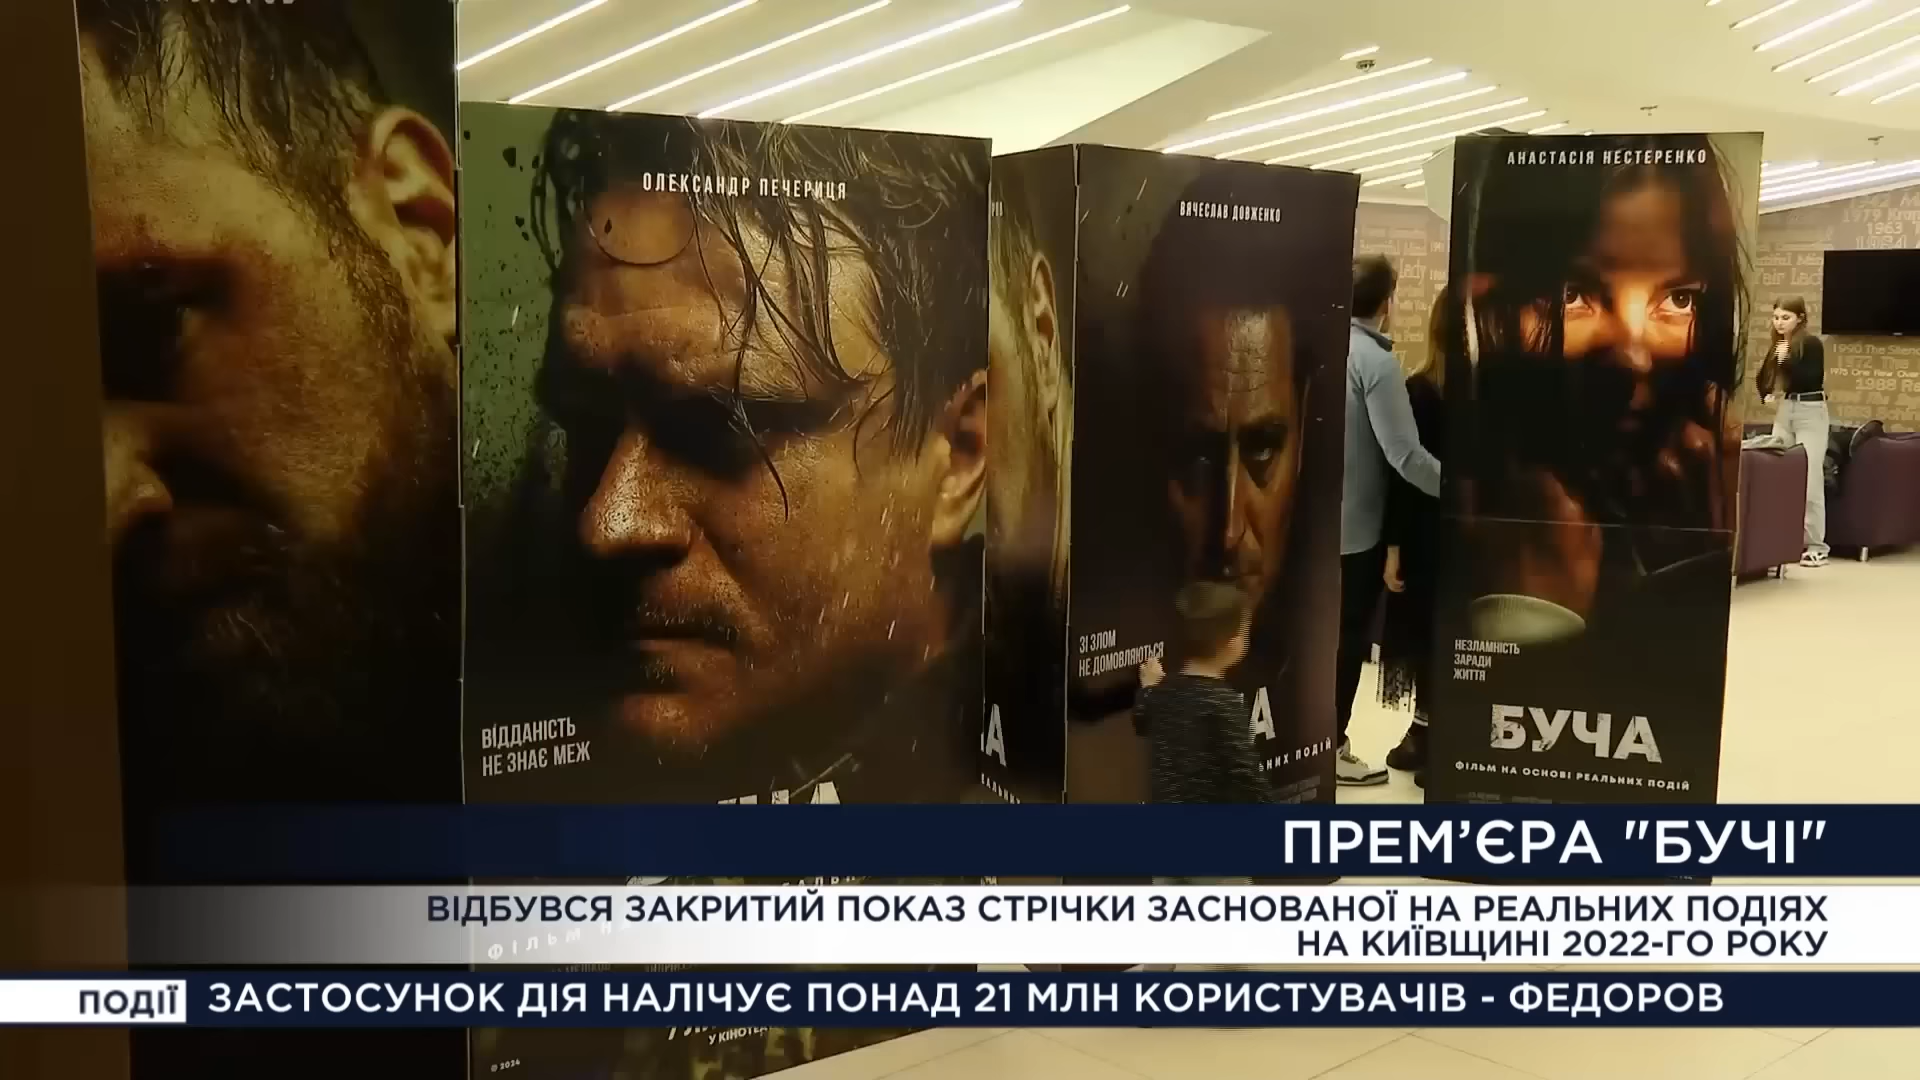 ОЛЕКСАНДР ПЕЧЕРИЦЯ
ВІДДАНІСТЬ
НЕ ЗНАЄ МЕЖ
ВЯЧЕСЛАВ ДОВЖЕНКО
ЗІ ЗЛОМ
НЕ ДОМОВЛЯЮТЬСЯ
АНАСТАСІЯ НЕСТЕРЕНКО
НЕЗЛАМНІСТЬ
ЗАРАДИ
ЖИТТЯ
БУЧА
ФІЛЬМ НА ОСНОВІ РЕАЛЬНИХ ПОДІЙ
ПРЕМ’ЄРА "БУЧІ"
ВІДБУВСЯ ЗАКРИТИЙ ПОКАЗ СТРІЧКИ ЗАСНОВАНОЇ НА РЕАЛЬНИХ ПОДІЯХ
НА КИЇВЩИНІ 2022-ГО РОКУ
ПОДІЇ ЗАСТОСУНОК ДІЯ НАЛІЧУЄ ПОНАД 21 МЛН КОРИСТУВАЧІВ - ФЕДОРОВ
© 2024